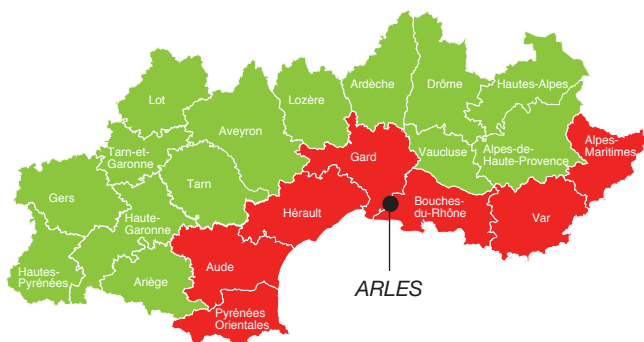 Ardèche
Drôme
Hautes-Alpes
Lot
Lozère
Aveyron
Alpes-
Maritimes
Tarn-et-
Garonne
Gard
Vaucluse
Alpes-de-
Haute-Provence
Tarn
Gers
Bouches-
du-Rhône
Hérault
Haute-
Garonne
Var
Aude
Hautes-
Pyrénées
Ariège
ARLES
Pyrénées
Orientales